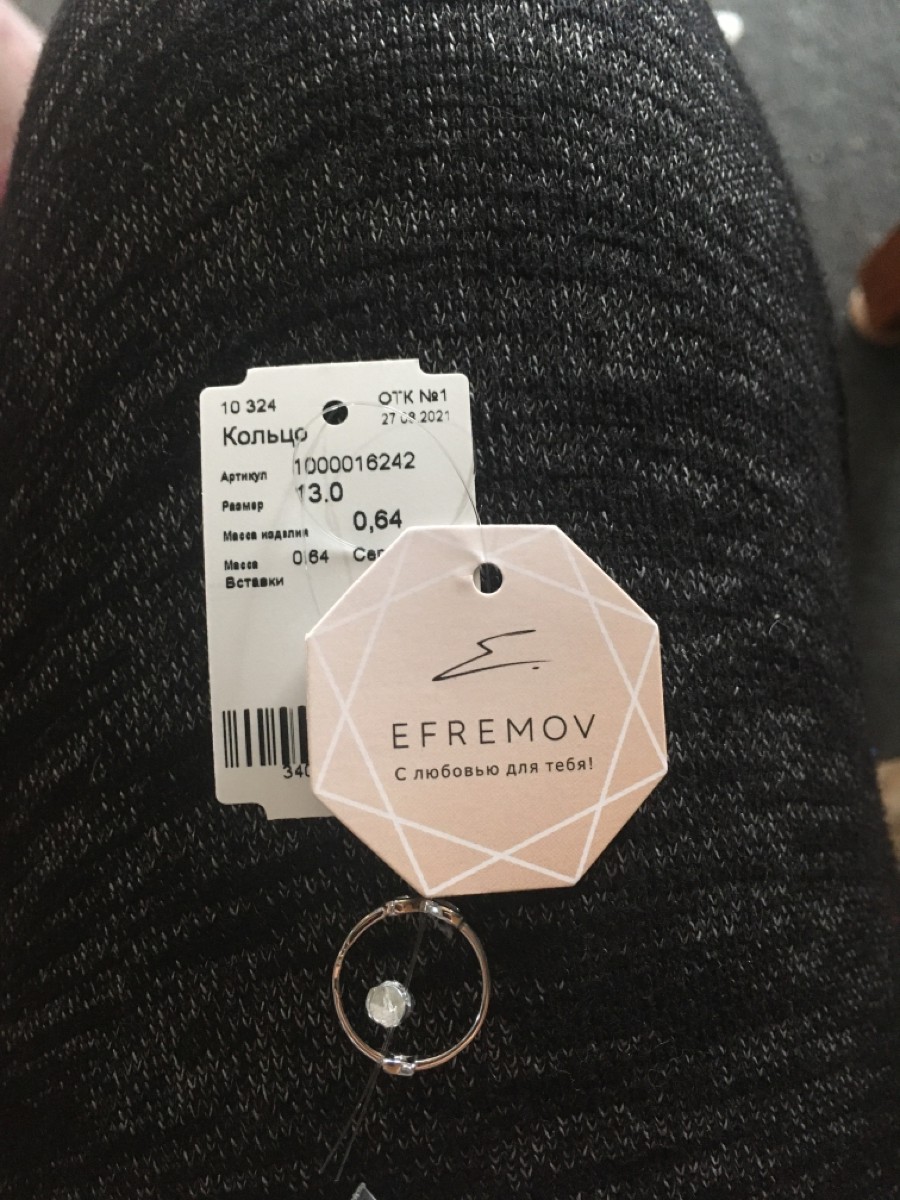 10 324
ОТК №1
27 08 2021
Кольцо
Артикул 1000016242
Размер 13.0
Масса изделия 0,64
Масса 0,64
Вставки
EFREMOV
С любовью для тебя!